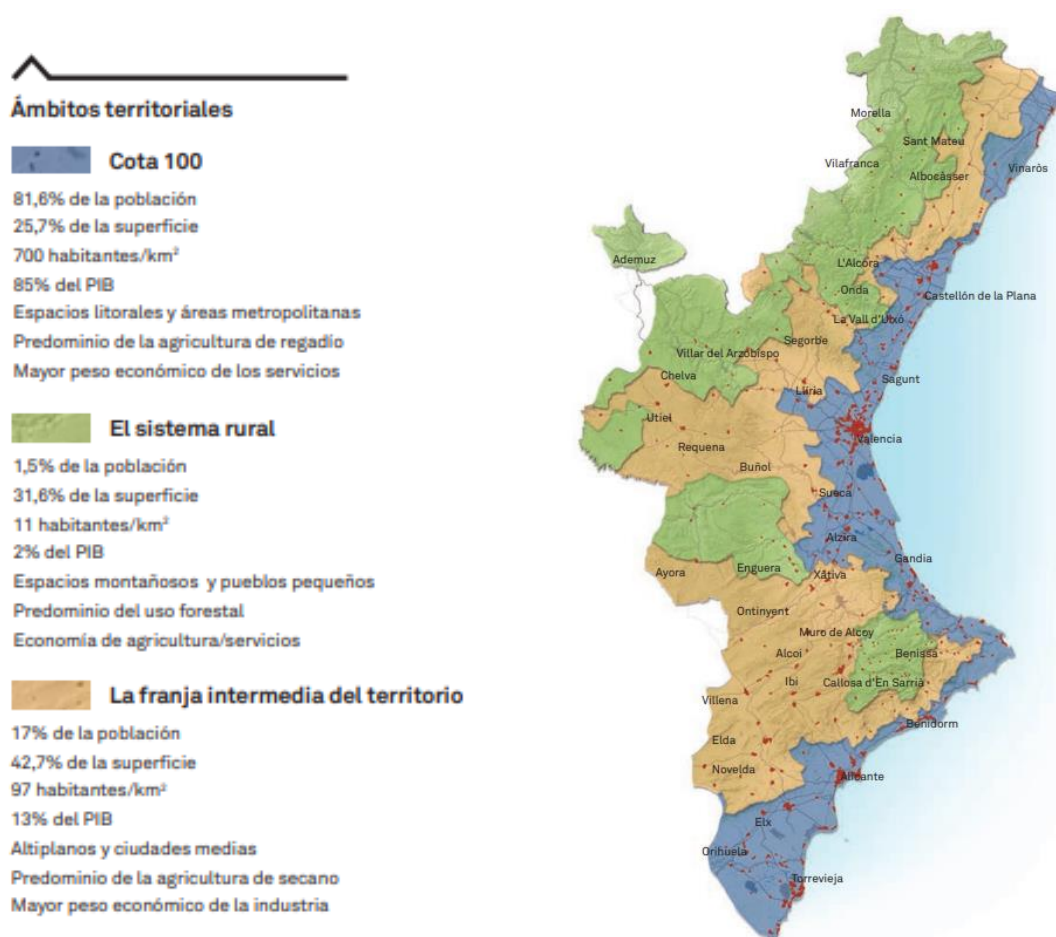 Ámbitos territoriales
Cota 100
81,6% de la población
25,7% de la superficie
700 habitantes/km²
85% del PIB
Espacios litorales y áreas metropolitanas
Predominio de la agricultura de regadío
Mayor peso económico de los servicios
El sistema rural
1,5% de la población
31,6% de la superficie
11 habitantes/km²
2% del PIB
Espacios montañosos y pueblos pequeños
Predominio del uso forestal
Economía de agricultura/servicios
La franja intermedia del territorio
17% de la población
42,7% de la superficie
97 habitantes/km²
13% del PIB
Altiplanos y ciudades medias
Predominio de la agricultura de secano
Mayor peso económico de la industria
Morella
Sant Mateu
Vilafranca
Albocàsser
Vinaròs
Ademuz
L'Alcora
Onda
Castellón de la Plana
La Vall d'Uixó
Segorbe
Villar del Arzobispo
Chelva
Sagunt
Llíria
Utiel
Requena
Valencia
Buñol
Sueca
Alzira
Gandia
Ayora
Enguera
Xàtiva
Ontinyent
Muro de Alcoy
Alcoi
Benissa
Ibi
Callosa d'En Sarrià
Villena
Benidorm
Elda
Novelda
Alicante
Elx
Orihuela
Torrevieja